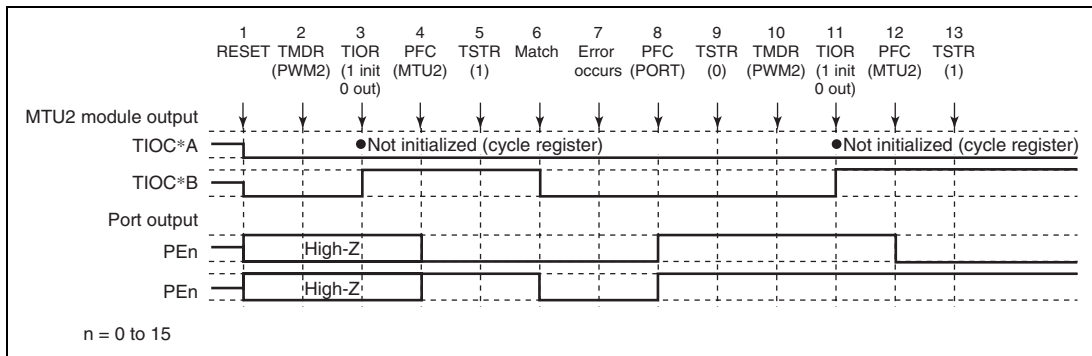 1 2 3 4 5 6 7 8 9 10 11 12 13
RESET TMDR TIOR PFC TSTR Match Error PFC TSTR TMDR TIOR PFC TSTR
(PWM2) (1 init (MTU2) (1) occurs (PORT) (0) (PWM2) (1 init (MTU2) (1)
0 out) 0 out)
MTU2 module output
TIOC*A ●Not initialized (cycle register) ●Not initialized (cycle register)
TIOC*B
Port output
PEn High-Z
PEn High-Z
n = 0 to 15